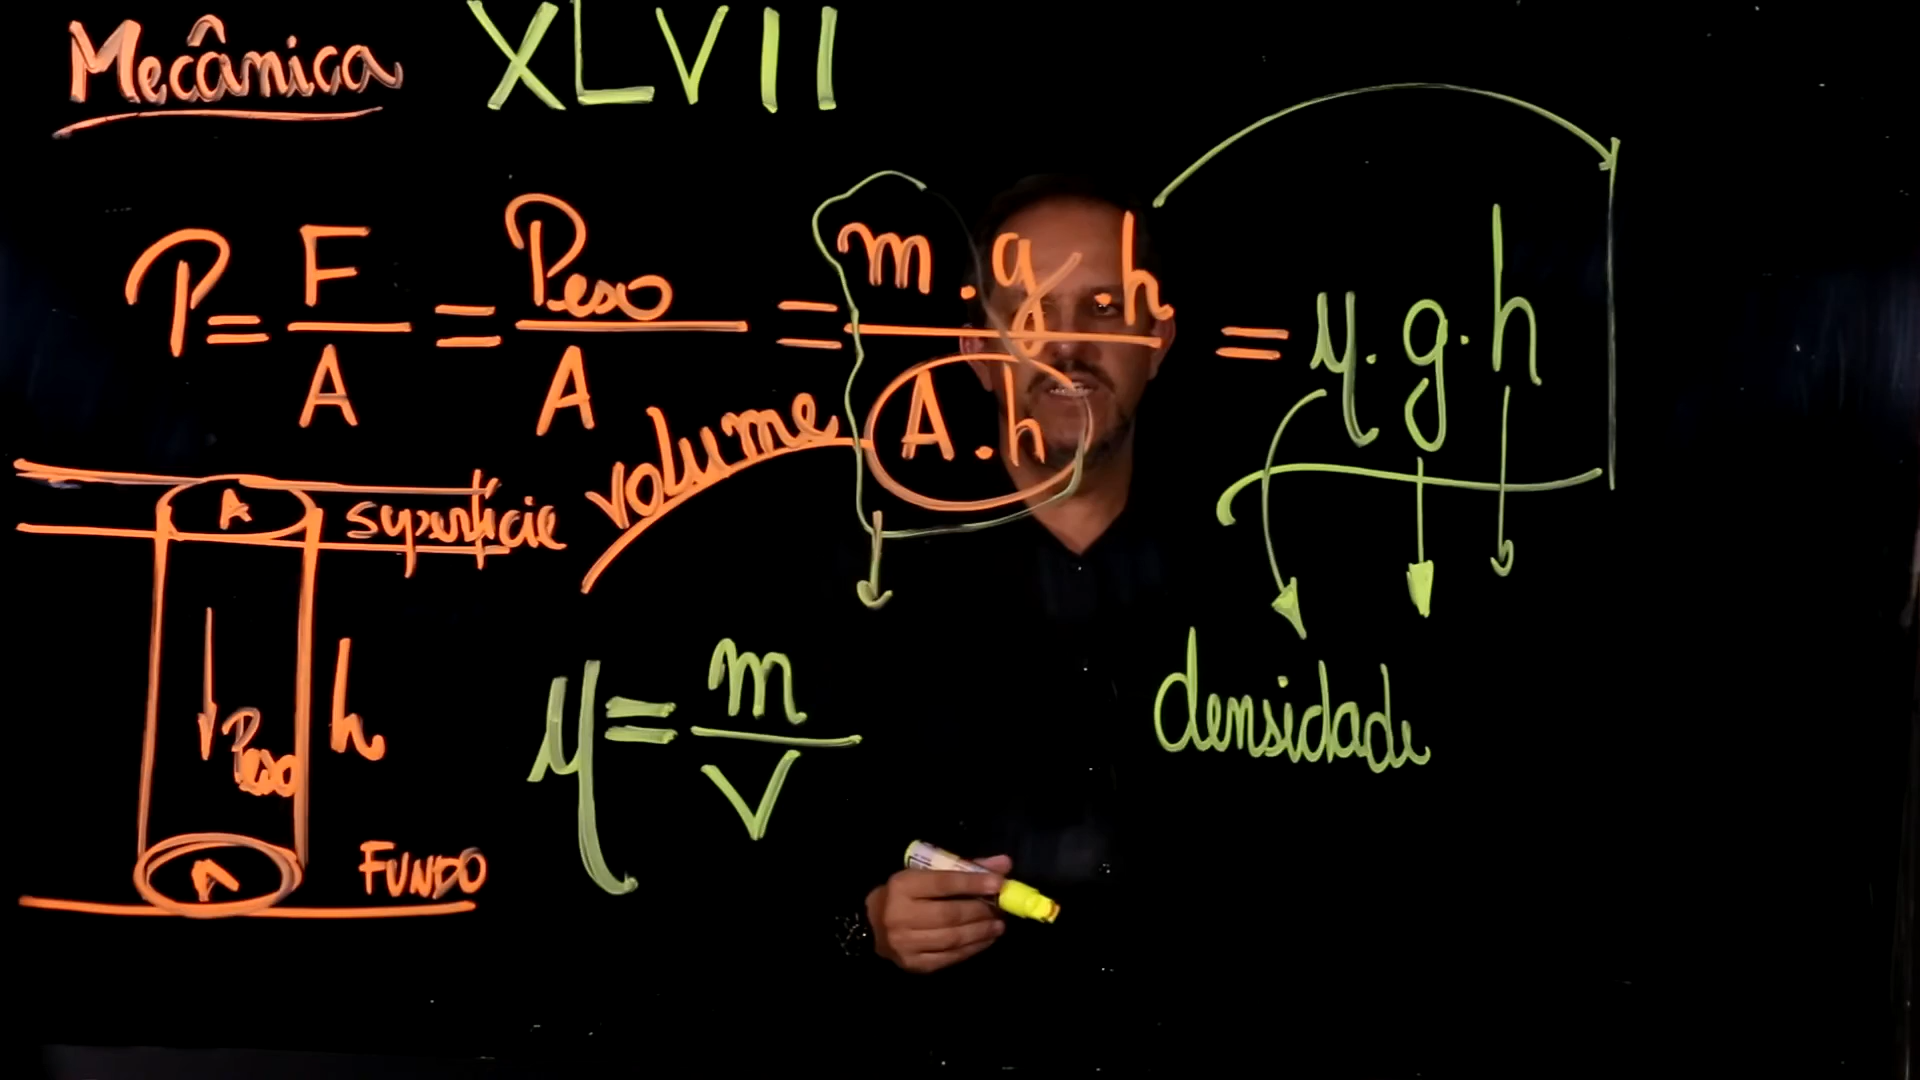 Mecânica XLVII
P = F/A = Peso/A = m.g.h/A.h = μ.g.h
volume
A superfície
Peso h
μ = m/V
densidade
A FUNDO